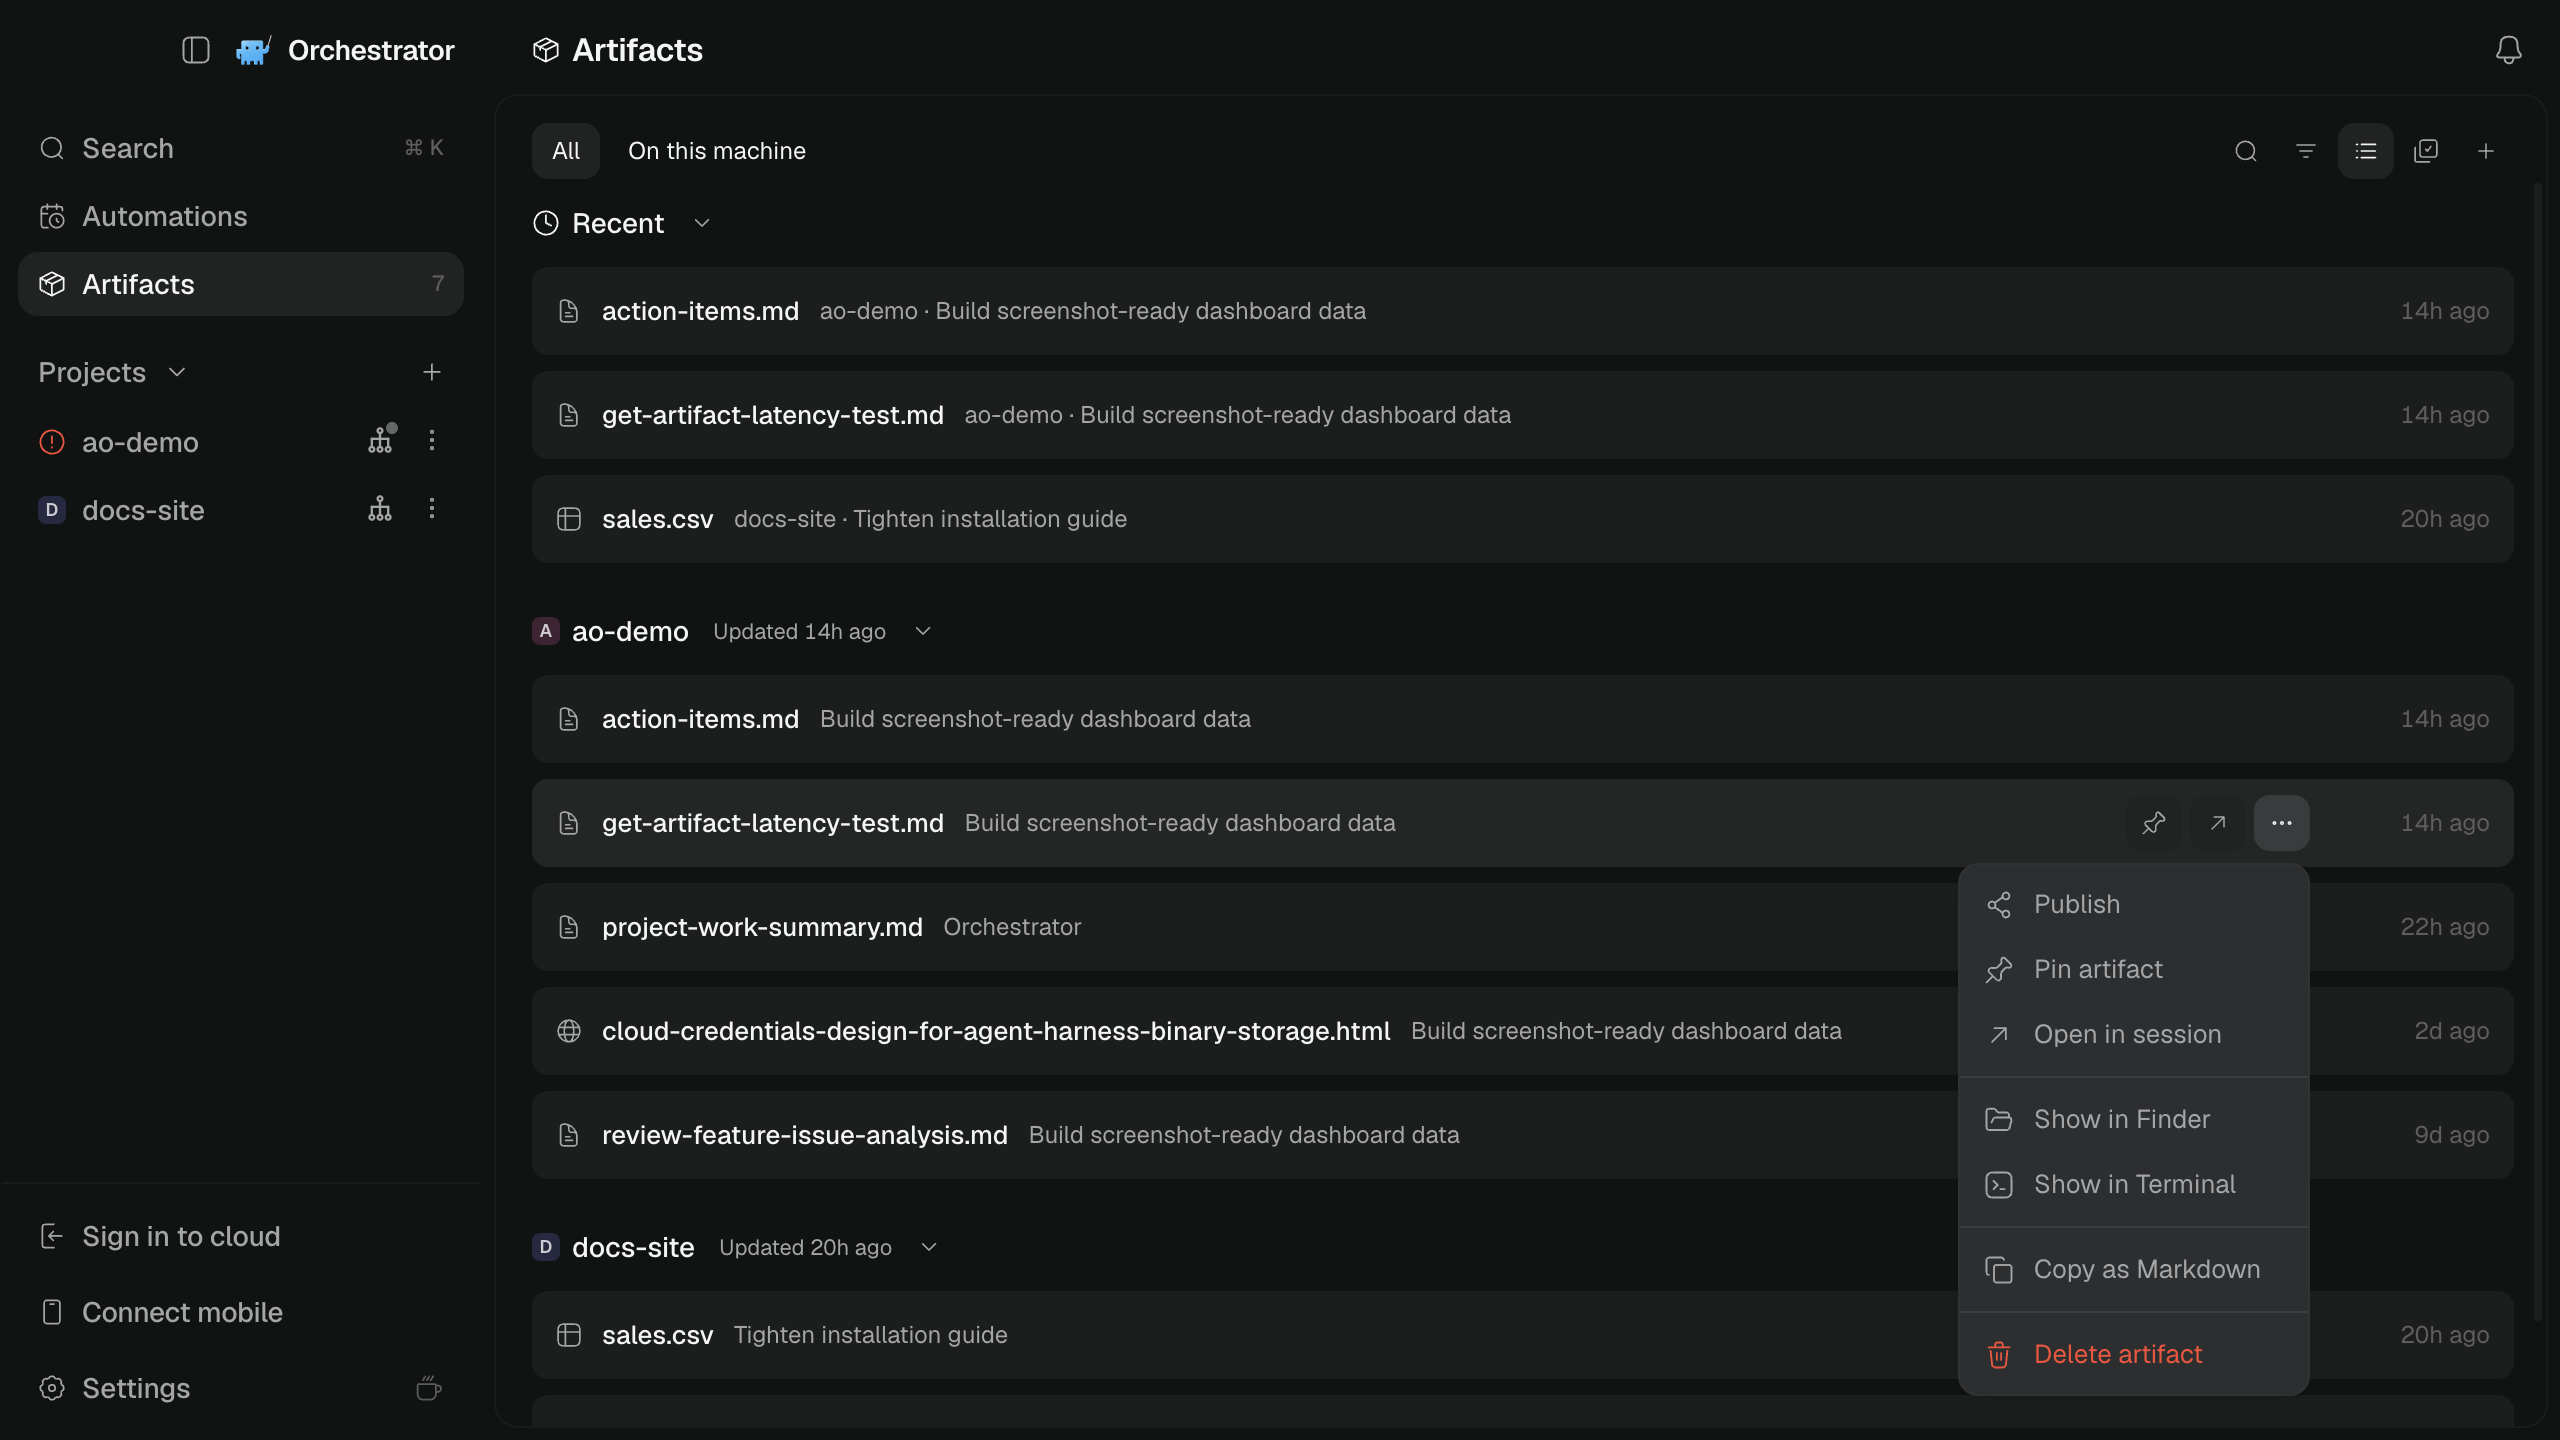 Orchestrator
Artifacts
Search ⌘ K
Automations
Artifacts 7
Projects
ao-demo
D docs-site
Sign in to cloud
Connect mobile
Settings
All On this machine
Recent
action-items.md ao-demo · Build screenshot-ready dashboard data 14h ago
get-artifact-latency-test.md ao-demo · Build screenshot-ready dashboard data 14h ago
sales.csv docs-site · Tighten installation guide 20h ago
A ao-demo Updated 14h ago
action-items.md Build screenshot-ready dashboard data 14h ago
get-artifact-latency-test.md Build screenshot-ready dashboard data 14h ago
project-work-summary.md Orchestrator 22h ago
cloud-credentials-design-for-agent-harness-binary-storage.html Build screenshot-ready dashboard data 2d ago
review-feature-issue-analysis.md Build screenshot-ready dashboard data 9d ago
D docs-site Updated 20h ago
sales.csv Tighten installation guide 20h ago
Publish
Pin artifact
Open in session
Show in Finder
Show in Terminal
Copy as Markdown
Delete artifact